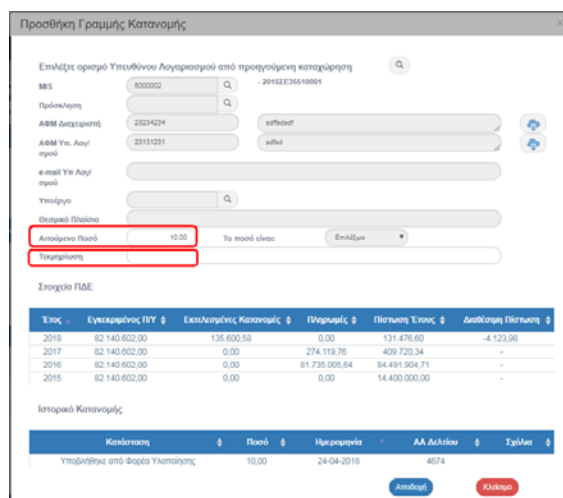 Προσθήκη Γραμμής Κατανομής x
Επιλέξτε ορισμό Υπευθύνου Λογαριασμού από προηγούμενη καταχώρηση
MIS 5000002 - 2015ΣΕ35510001
Πρόσκληση
ΑΦΜ Διαχειριστή 23234234 sdffsdsdf
ΑΦΜ Υπ. Λογ/σμού 23131231 sdfsd
e-mail Υπ Λογ/σμού
Υποέργο
Θεσμικό Πλαίσιο
Αιτούμενο Ποσό 10.00 Το ποσό είναι: Επιλέξιμο
Τεκμηρίωση
Στοιχεία ΠΔΕ
Έτος Εγκεκριμένος Π/Υ Εκτελεσμένες Κατανομές Πληρωμές Πίστωση Έτους Διαθέσιμη Πίστωση
2018 82.140.602,00 135.600,58 0,00 131.476,60 -4.123,98
2017 82.140.602,00 0,00 274.119,76 409.720,34 -
2016 82.140.602,00 0,00 81.735.005,64 84.491.904,71 -
2015 82.140.602,00 0,00 0,00 14.400.000,00 -
Ιστορικό Κατανομής
Κατάσταση Ποσό Ημερομηνία ΑΑ Δελτίου Σχόλια
Υποβλήθηκε από Φορέα Υλοποίησης 10,00 24-04-2018 4674
Αποδοχή Κλείσιμο